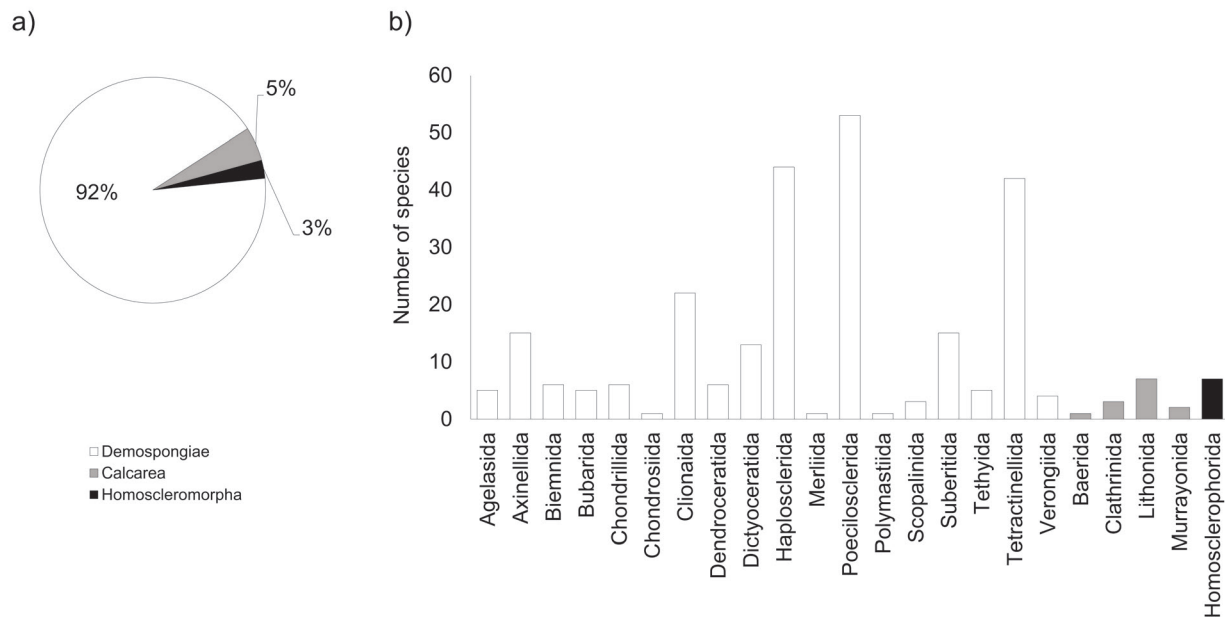 a)
5%
92%
3%
Demospongiae
Calcarea
Homoscleromorpha
b)
Number of species
60
50
40
30
20
10
0
Agelasida
Axinellida
Biemnida
Bubarida
Chondrillida
Chondrosiida
Clionaida
Dendroceratida
Dictyoceratida
Haplosclerida
Merliida
Poecilosclerida
Polymastiida
Scopalinida
Suberitida
Tethyida
Tetractinellida
Verongiida
Baerida
Clathrinida
Lithonida
Murrayonida
Homosclerophorida